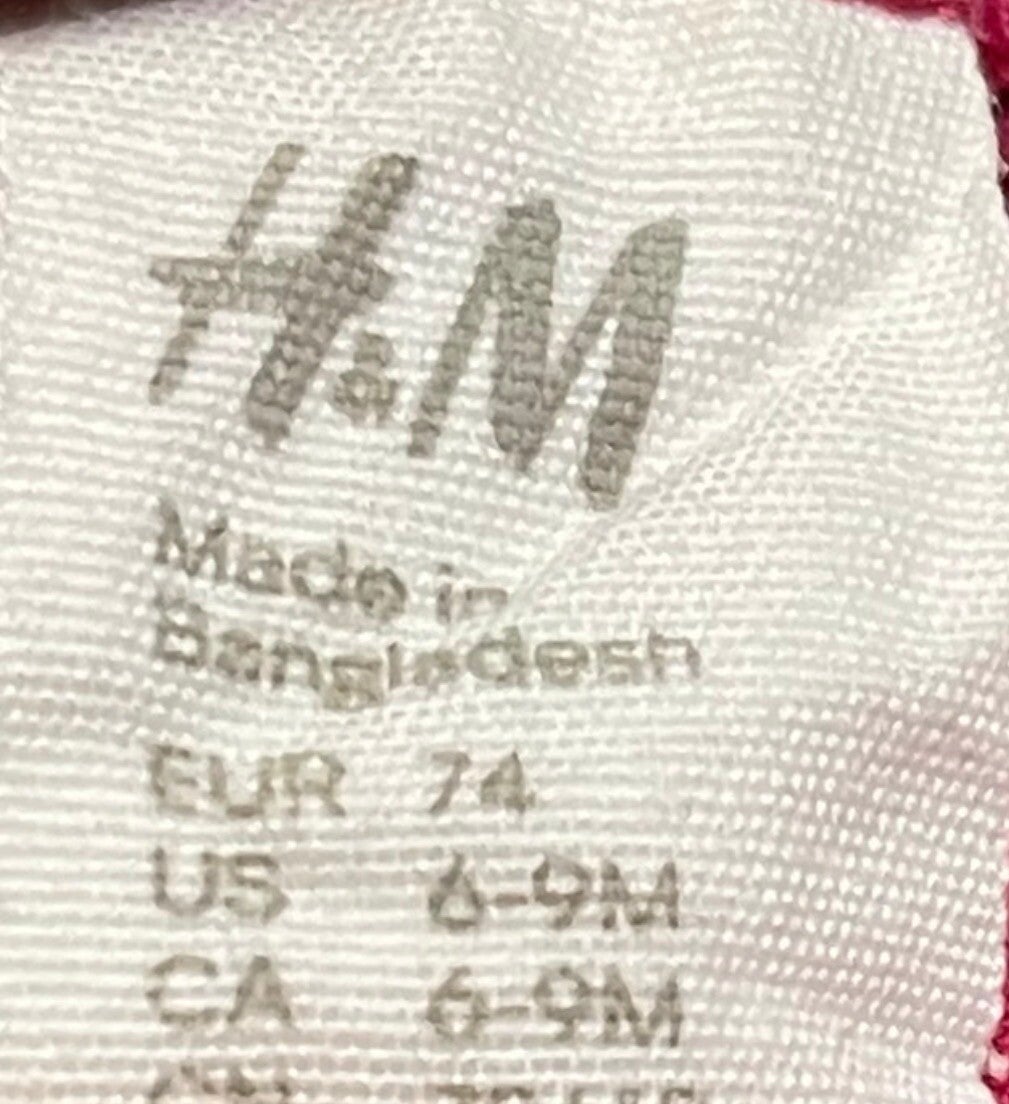 H&M
Made in
Bangladesh
EUR 74
US 6-9M
CA 6-9M